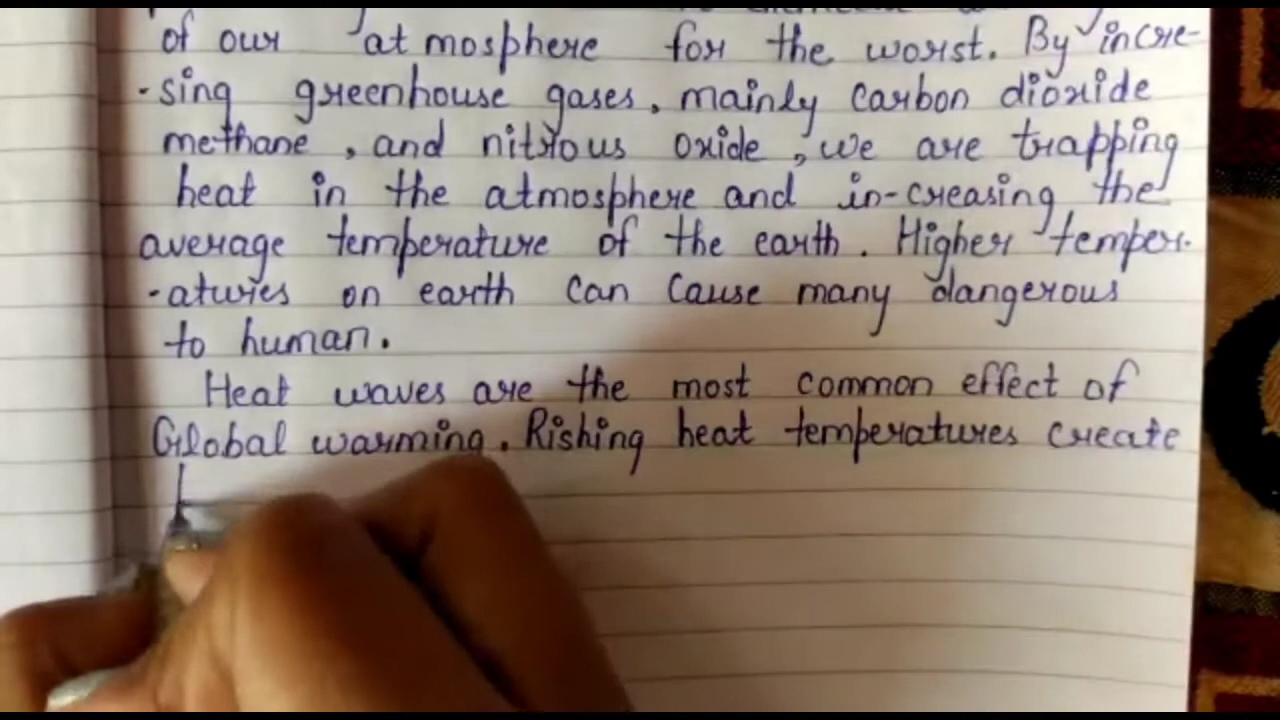 of our atmosphere for the worst. By incre-
-sing greenhouse gases, mainly carbon dioxide
methane, and nitrous oxide, we are trapping
heat in the atmosphere and in-creasing the
average temperature of the earth. Higher temper-
-aturies on earth can cause many dangerous
to human.
Heat waves are the most common effect of
Global warming. Rishing heat temperatures create